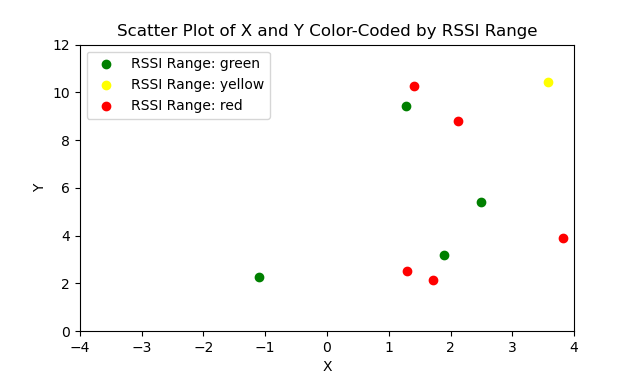 Scatter Plot of X and Y Color-Coded by RSSI Range
RSSI Range: green
RSSI Range: yellow
RSSI Range: red
12
10
8
6
4
2
0
Y
−4 −3 −2 −1 0 1 2 3 4
X